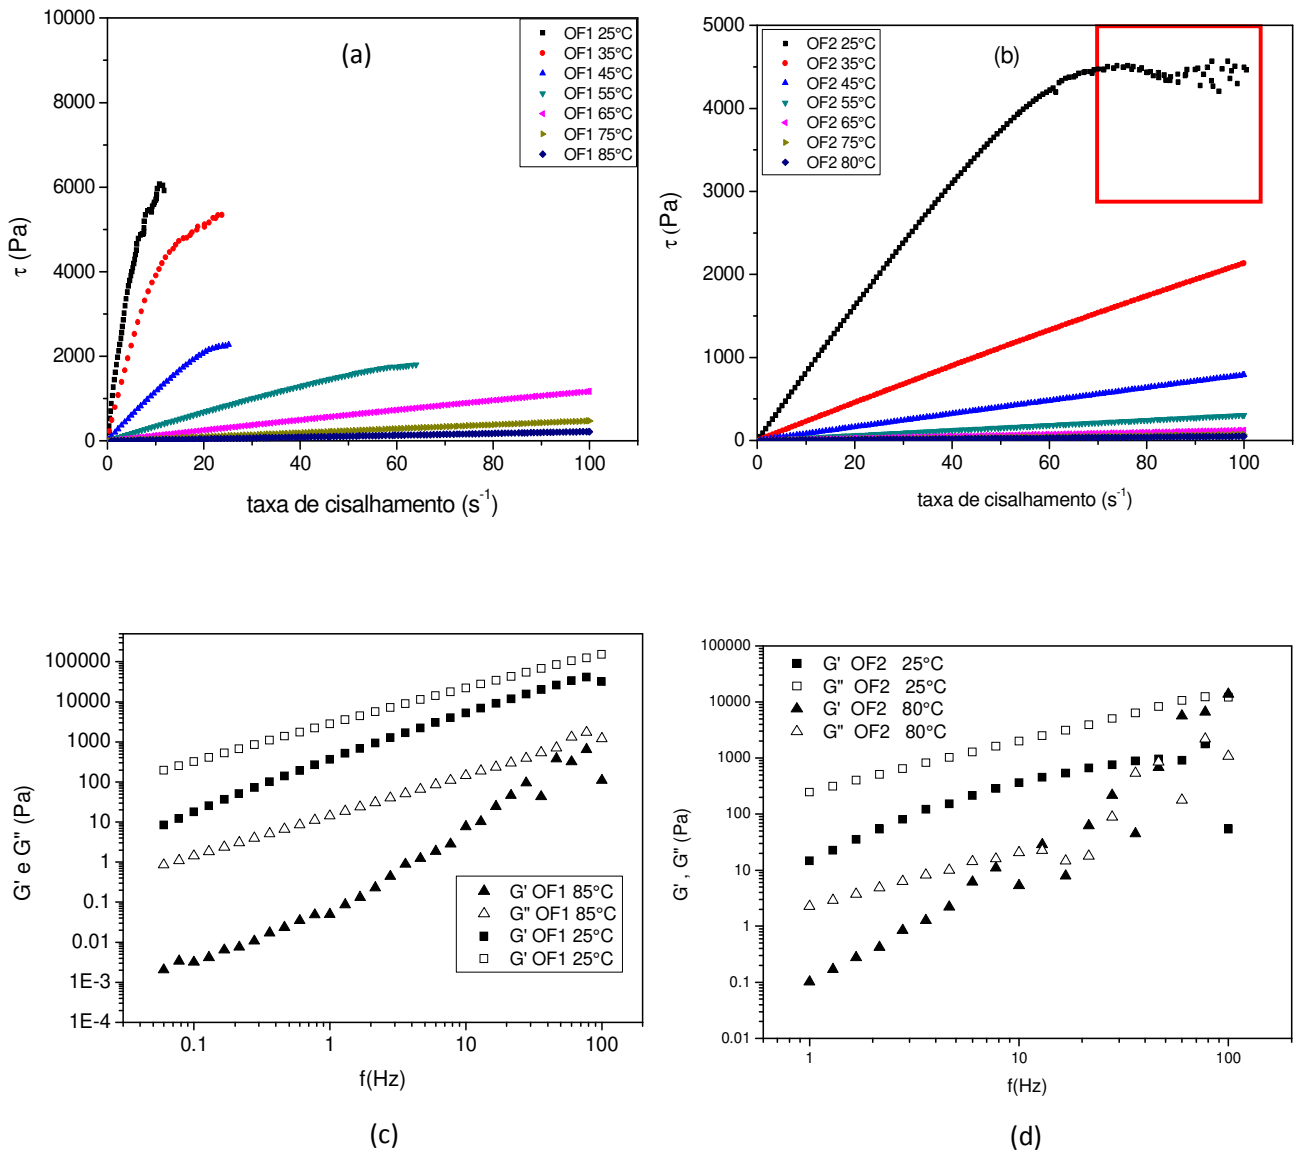 (a)
OF1 25°C
OF1 35°C
OF1 45°C
OF1 55°C
OF1 65°C
OF1 75°C
OF1 85°C
10000
8000
6000
4000
2000
0
τ (Pa)
0 20 40 60 80 100
taxa de cisalhamento (s⁻¹)
(b)
OF2 25°C
OF2 35°C
OF2 45°C
OF2 55°C
OF2 65°C
OF2 75°C
OF2 80°C
5000
4000
3000
2000
1000
0
τ (Pa)
0 20 40 60 80 100
taxa de cisalhamento (s⁻¹)
100000
10000
1000
100
10
1
0.1
0.01
1E-3
1E-4
G' e G" (Pa)
G' OF1 85°C
G" OF1 85°C
G' OF1 25°C
G' OF1 25°C
0.1 1 10 100
f(Hz)
(c)
G' OF2 25°C
G" OF2 25°C
G' OF2 80°C
G" OF2 80°C
100000
10000
1000
100
10
1
0.1
0.01
G' , G" (Pa)
1 10 100
f(Hz)
(d)